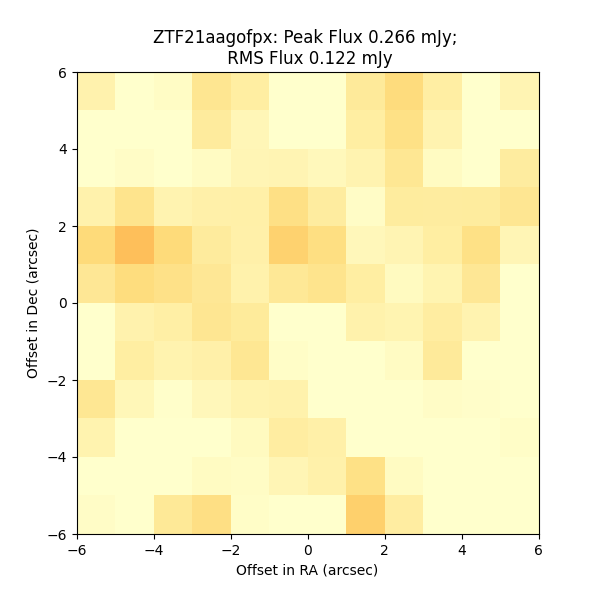 ZTF21aagofpx: Peak Flux 0.266 mJy;
RMS Flux 0.122 mJy
6
4
2
0
−2
−4
−6
Offset in Dec (arcsec)
−6 −4 −2 0 2 4 6
Offset in RA (arcsec)